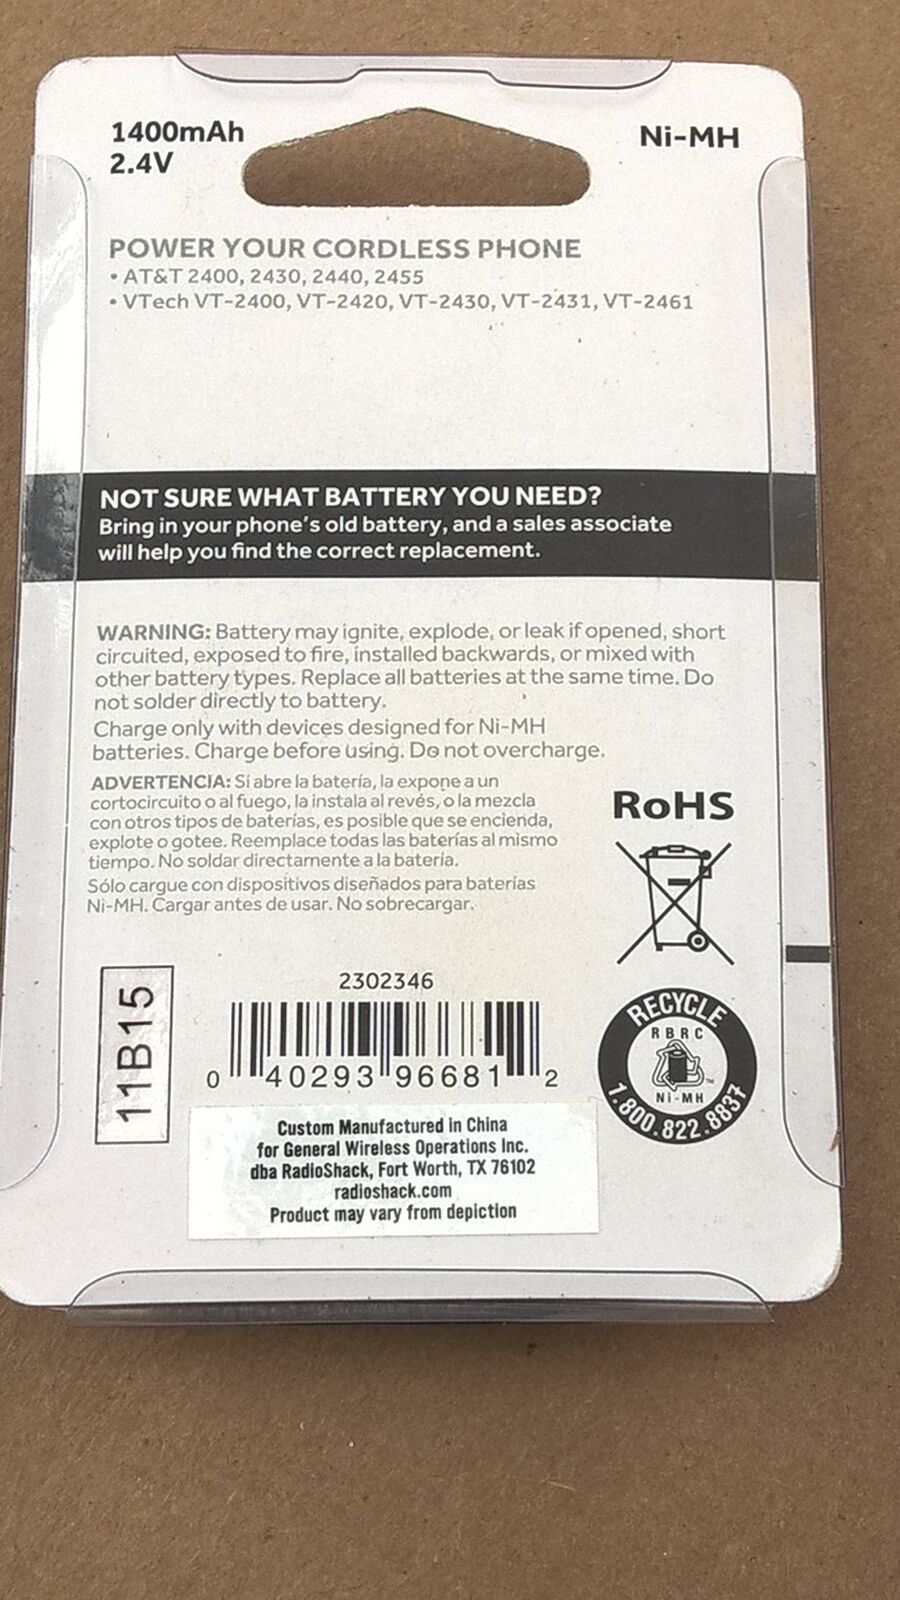 1400mAh
2.4V
Ni-MH
POWER YOUR CORDLESS PHONE
• AT&T 2400, 2430, 2440, 2455
• VTech VT-2400, VT-2420, VT-2430, VT-2431, VT-2461
NOT SURE WHAT BATTERY YOU NEED?
Bring in your phone's old battery, and a sales associate
will help you find the correct replacement.
WARNING: Battery may ignite, explode, or leak if opened, short
circuited, exposed to fire, installed backwards, or mixed with
other battery types. Replace all batteries at the same time. Do
not solder directly to battery.
Charge only with devices designed for Ni-MH
batteries. Charge before using. Do not overcharge.
ADVERTENCIA: Si abre la batería, la expone a un
cortocircuito o al fuego, la instala al revés, o la mezcla
con otros tipos de baterías, es posible que se encienda,
explote o gotee. Reemplace todas las baterías al mismo
tiempo. No soldar directamente a la batería.
Sólo cargue con dispositivos diseñados para baterías
Ni-MH. Cargar antes de usar. No sobrecargar.
RoHS
11B15
2302346
0 40293 96681 2
RECYCLE
RBRC
Ni-MH
1.800.822.8837
Custom Manufactured in China
for General Wireless Operations Inc.
dba RadioShack, Fort Worth, TX 76102
radioshack.com
Product may vary from depiction